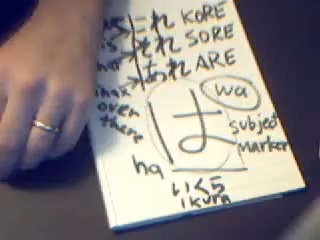 これ KORE
is それ SORE
あれ ARE
over
there
は wa
subject
marker
ha
いくら
ikura